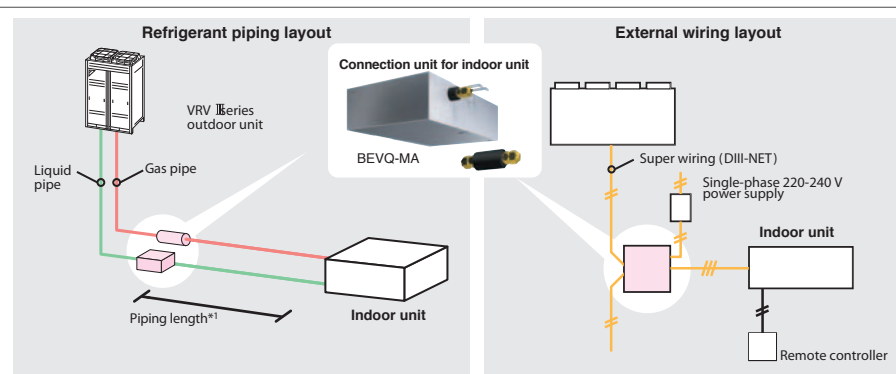 Refrigerant piping layout
VRV II series
outdoor unit
Liquid
pipe
Gas pipe
Piping length*1
Indoor unit
Connection unit for indoor unit
BEVQ-MA
External wiring layout
Super wiring (DIII-NET)
Single-phase 220-240 V
power supply
Indoor unit
Remote controller